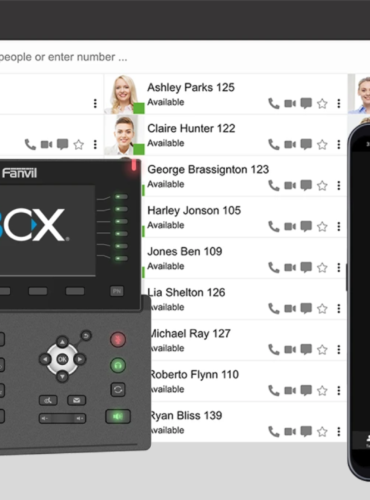 people or enter number ...
Ashley Parks 125
Available
Claire Hunter 122
Available
George Brassignton 123
Available
Harley Jonson 105
Available
Jones Ben 109
Available
Lia Shelton 126
Available
Michael Ray 127
Available
Roberto Flynn 110
Available
Ryan Bliss 139
Available
Fanvil
3CX®
OK